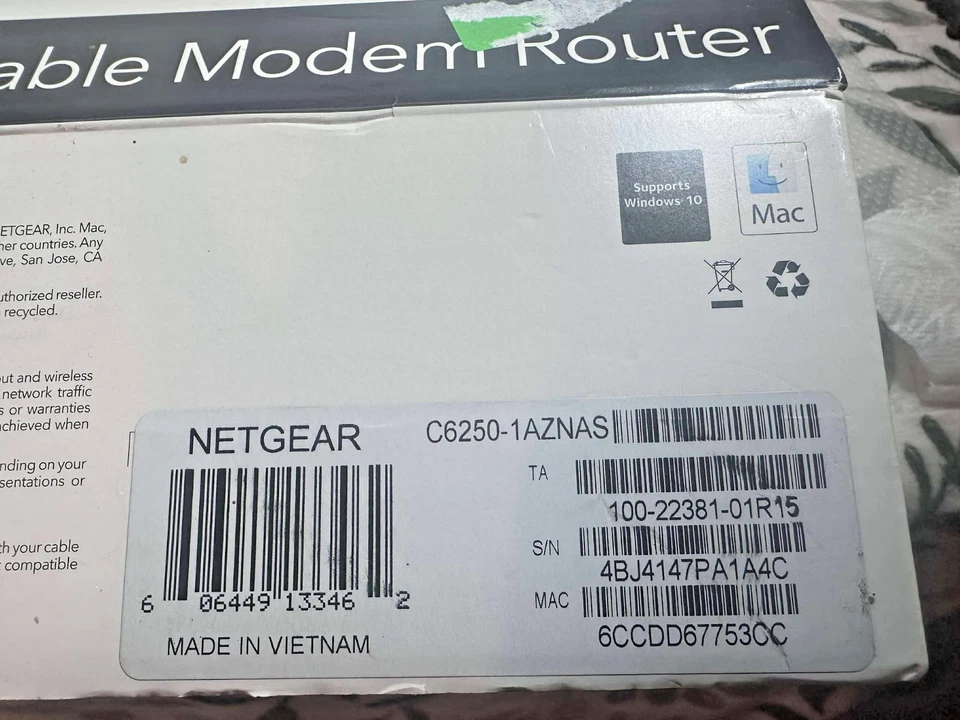 able Modem Router
Supports
Windows 10
Mac
ETGEAR, Inc. Mac,
her countries. Any
ve, San Jose, CA
uthorized reseller.
recycled.
out and wireless
network traffic
s or warranties
achieved when
nding on your
sentations or
th your cable
compatible
NETGEAR
C6250-1AZNAS
TA
100-22381-01R15
S/N
4BJ4147PA1A4C
MAC
6CCDD67753CC
6 06449 13346 2
MADE IN VIETNAM